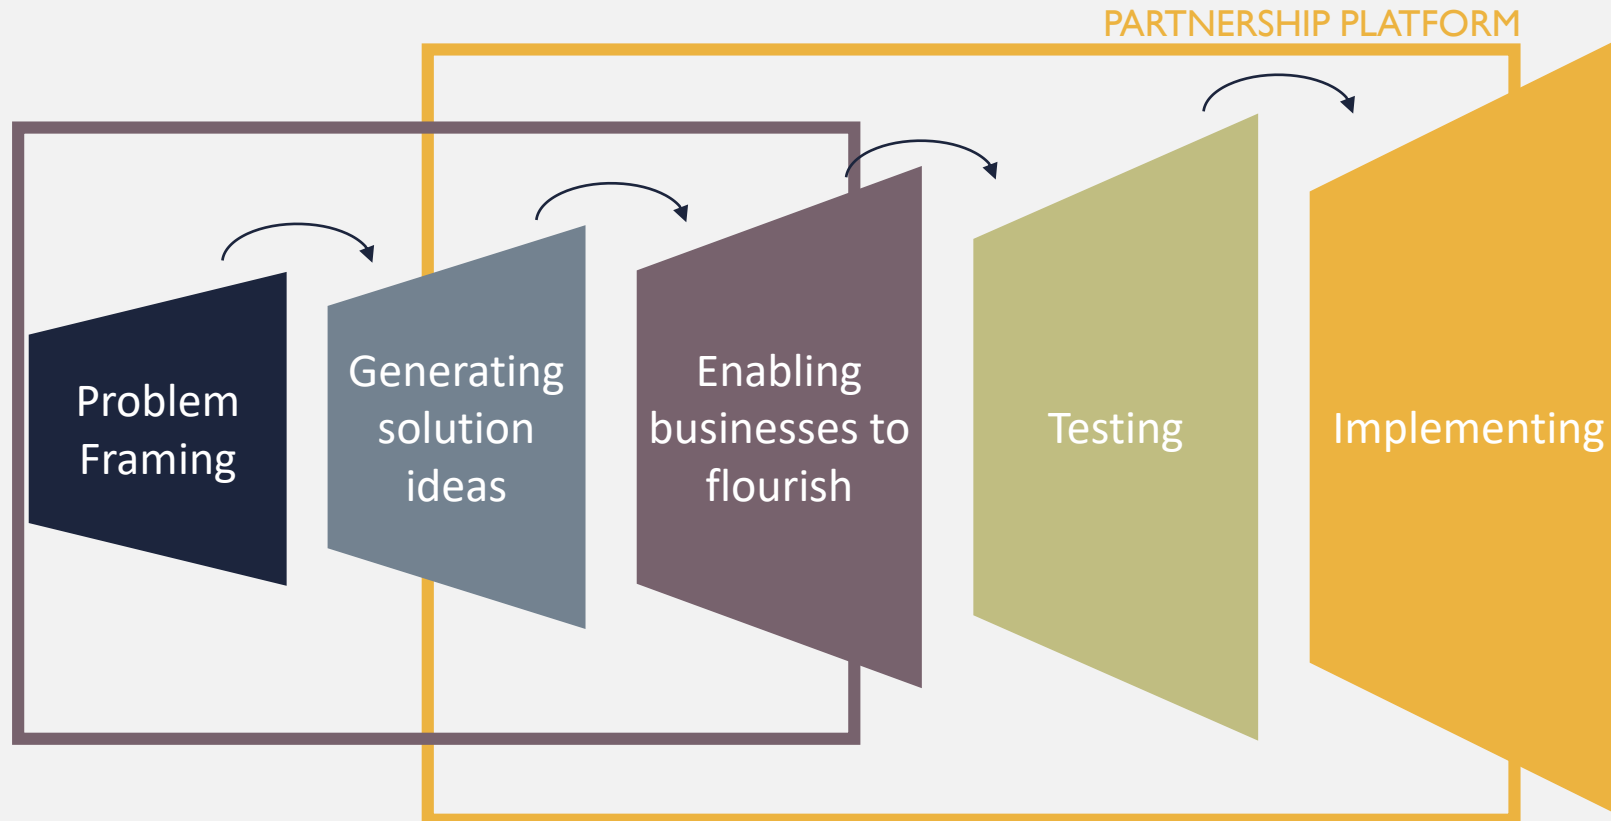 PARTNERSHIP PLATFORM
Problem
Framing
Generating
solution
ideas
Enabling
businesses to
flourish
Testing
Implementing